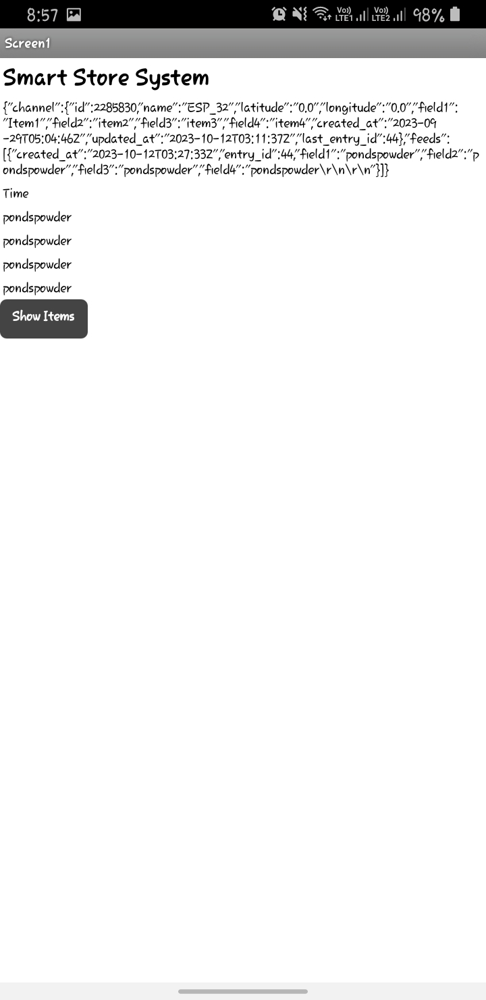 8:57 Vo)) LTE1 Vo)) LTE2 98%
Screen1
Smart Store System
{"channel":{"id":2285830,"name":"ESP_32","latitude":"0.0","longitude":"0.0","field1":
"Item1","field2":"item2","field3":"item3","field4":"item4","created_at":"2023-09
-29T05:04:46Z","updated_at":"2023-10-12T03:11:37Z","last_entry_id":44},"feeds":
[{"created_at":"2023-10-12T03:27:33Z","entry_id":44,"field1":"pondspowder","field2":"p
ondspowder","field3":"pondspowder","field4":"pondspowder\r\n\r\n"}]}
Time
pondspowder
pondspowder
pondspowder
pondspowder
Show Items